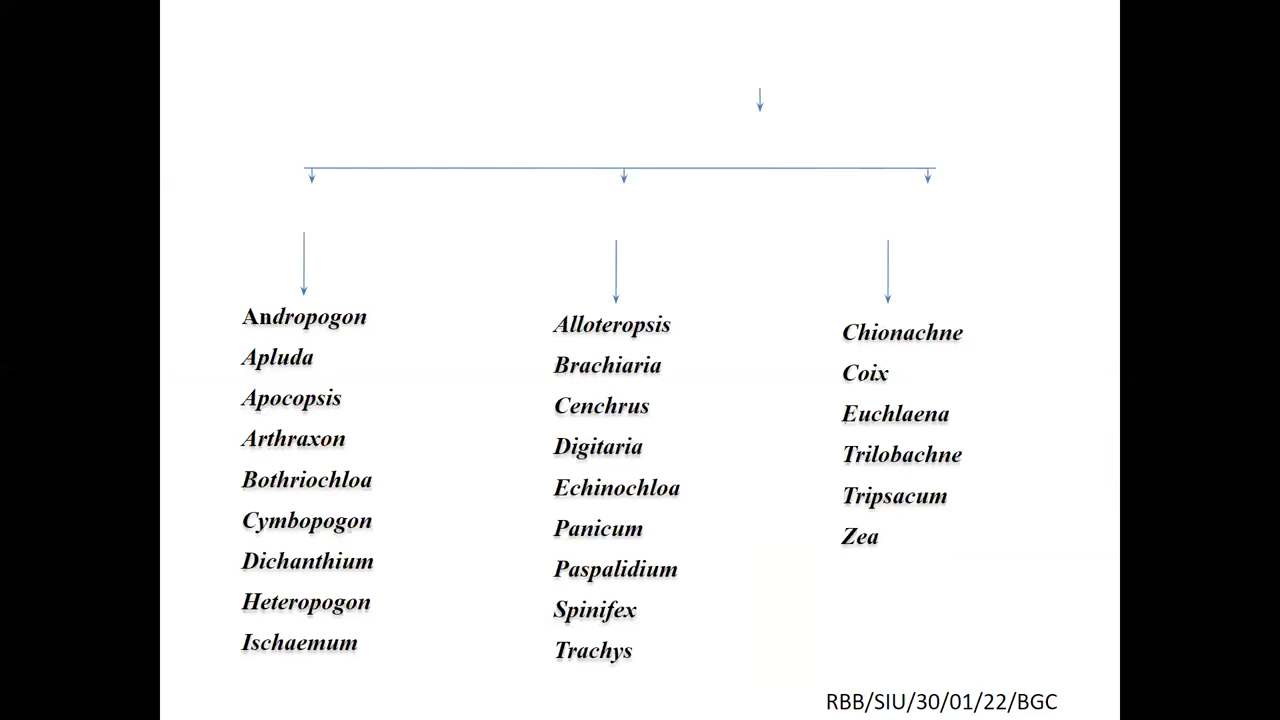 Andropogon
Apluda
Apocopsis
Arthraxon
Bothriochloa
Cymbopogon
Dichanthium
Heteropogon
Ischaemum
Alloteropsis
Brachiaria
Cenchrus
Digitaria
Echinochloa
Panicum
Paspalidium
Spinifex
Trachys
Chionachne
Coix
Euchlaena
Trilobachne
Tripsacum
Zea
RBB/SIU/30/01/22/BGC